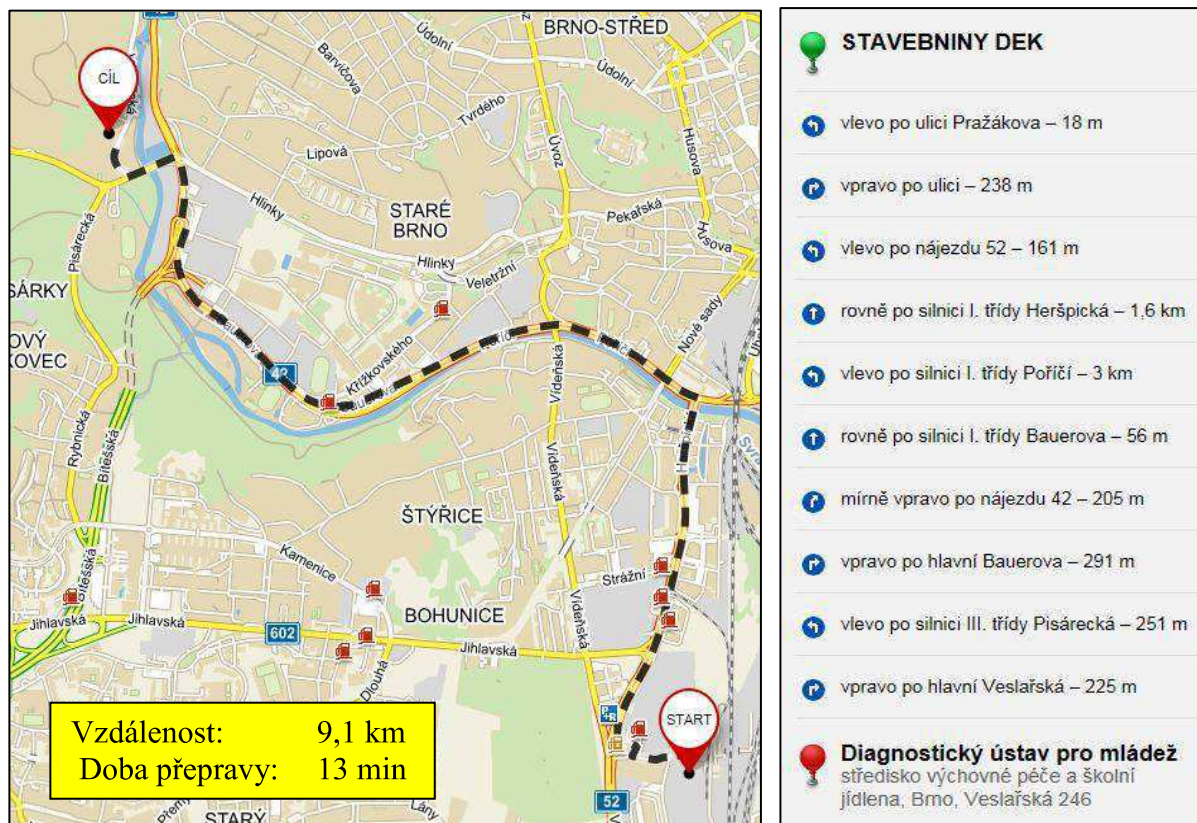 CÍL
BRNO-STŘED
Údolní
Údolní
Barvičova
Tvrdého
Úvoz
Husova
Lipová
Hlinky
STARÉ
BRNO
Pekařská
Husova
Hlinky
Veletržní
Pisárecká
Nové sady
Křížkovského
42
Vídeňská
Rybnická
Bítešská
Vídeňská
ŠTÝŘICE
Kamenice
Strážní
Bítešská
BOHUNICE
Vídeňská
Jihlavská
602
Jihlavská
Dlouhá
P+R
START
52
Lány
STARÝ
Vzdálenost: 9,1 km
Doba přepravy: 13 min
STAVEBNINY DEK
vlevo po ulici Pražákova – 18 m
vpravo po ulici – 238 m
vlevo po nájezdu 52 – 161 m
rovně po silnici I. třídy Heršpická – 1,6 km
vlevo po silnici I. třídy Poříčí – 3 km
rovně po silnici I. třídy Bauerova – 56 m
mírně vpravo po nájezdu 42 – 205 m
vpravo po hlavní Bauerova – 291 m
vlevo po silnici III. třídy Pisárecká – 251 m
vpravo po hlavní Veslařská – 225 m
Diagnostický ústav pro mládež
středisko výchovné péče a školní
jídelna, Brno, Veslařská 246